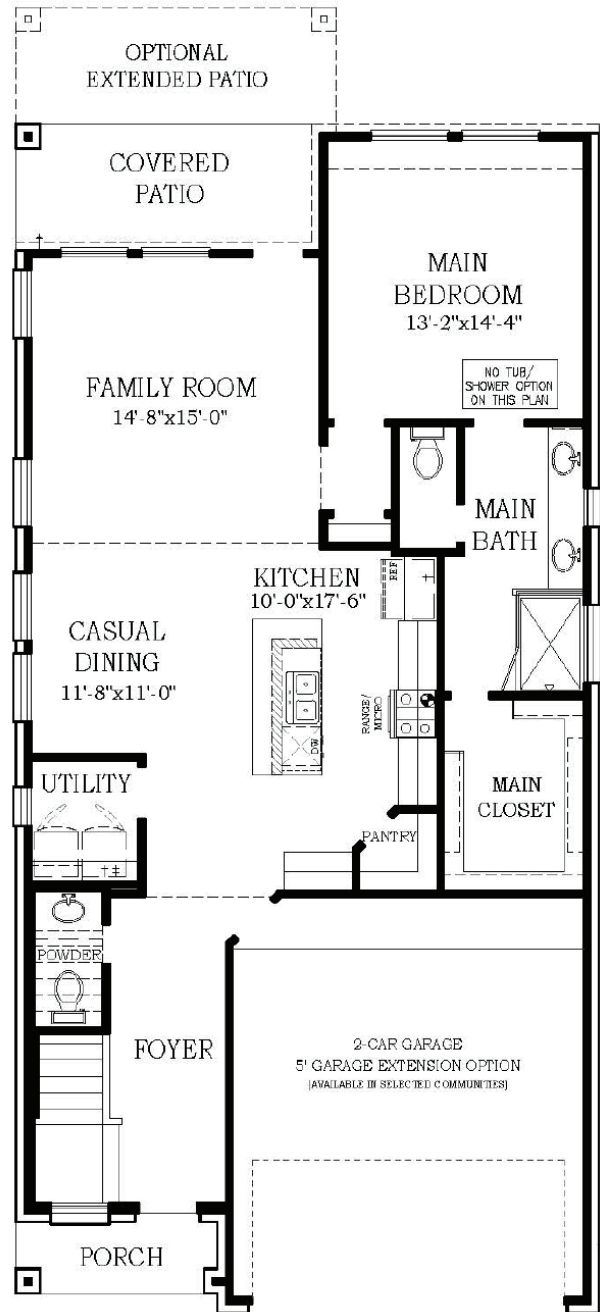 OPTIONAL
EXTENDED PATIO
COVERED
PATIO
MAIN
BEDROOM
13'-2"x14'-4"
NO TUB/
SHOWER OPTION
ON THIS PLAN
FAMILY ROOM
14'-8"x15'-0"
MAIN
BATH
KITCHEN
10'-0"x17'-6"
REF
CASUAL
DINING
11'-8"x11'-0"
RANGE/
MICRO
DW
UTILITY
MAIN
CLOSET
PANTRY
POWDER
FOYER
2-CAR GARAGE
5' GARAGE EXTENSION OPTION
(AVAILABLE IN SELECTED COMMUNITIES)
PORCH